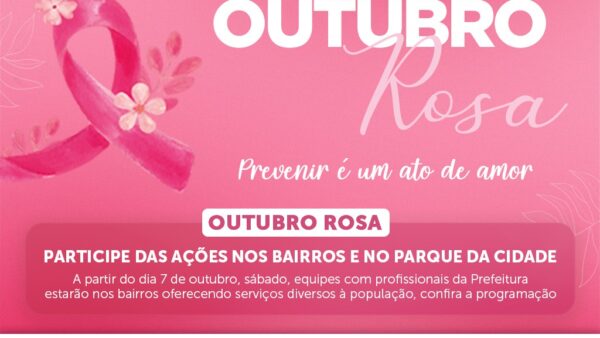 OUTUBRO
Rosa
Prevenir é um ato de amor
OUTUBRO ROSA
PARTICIPE DAS AÇÕES NOS BAIRROS E NO PARQUE DA CIDADE
A partir do dia 7 de outubro, sábado, equipes com profissionais da Prefeitura
estarão nos bairros oferecendo serviços diversos à população, confira a programação